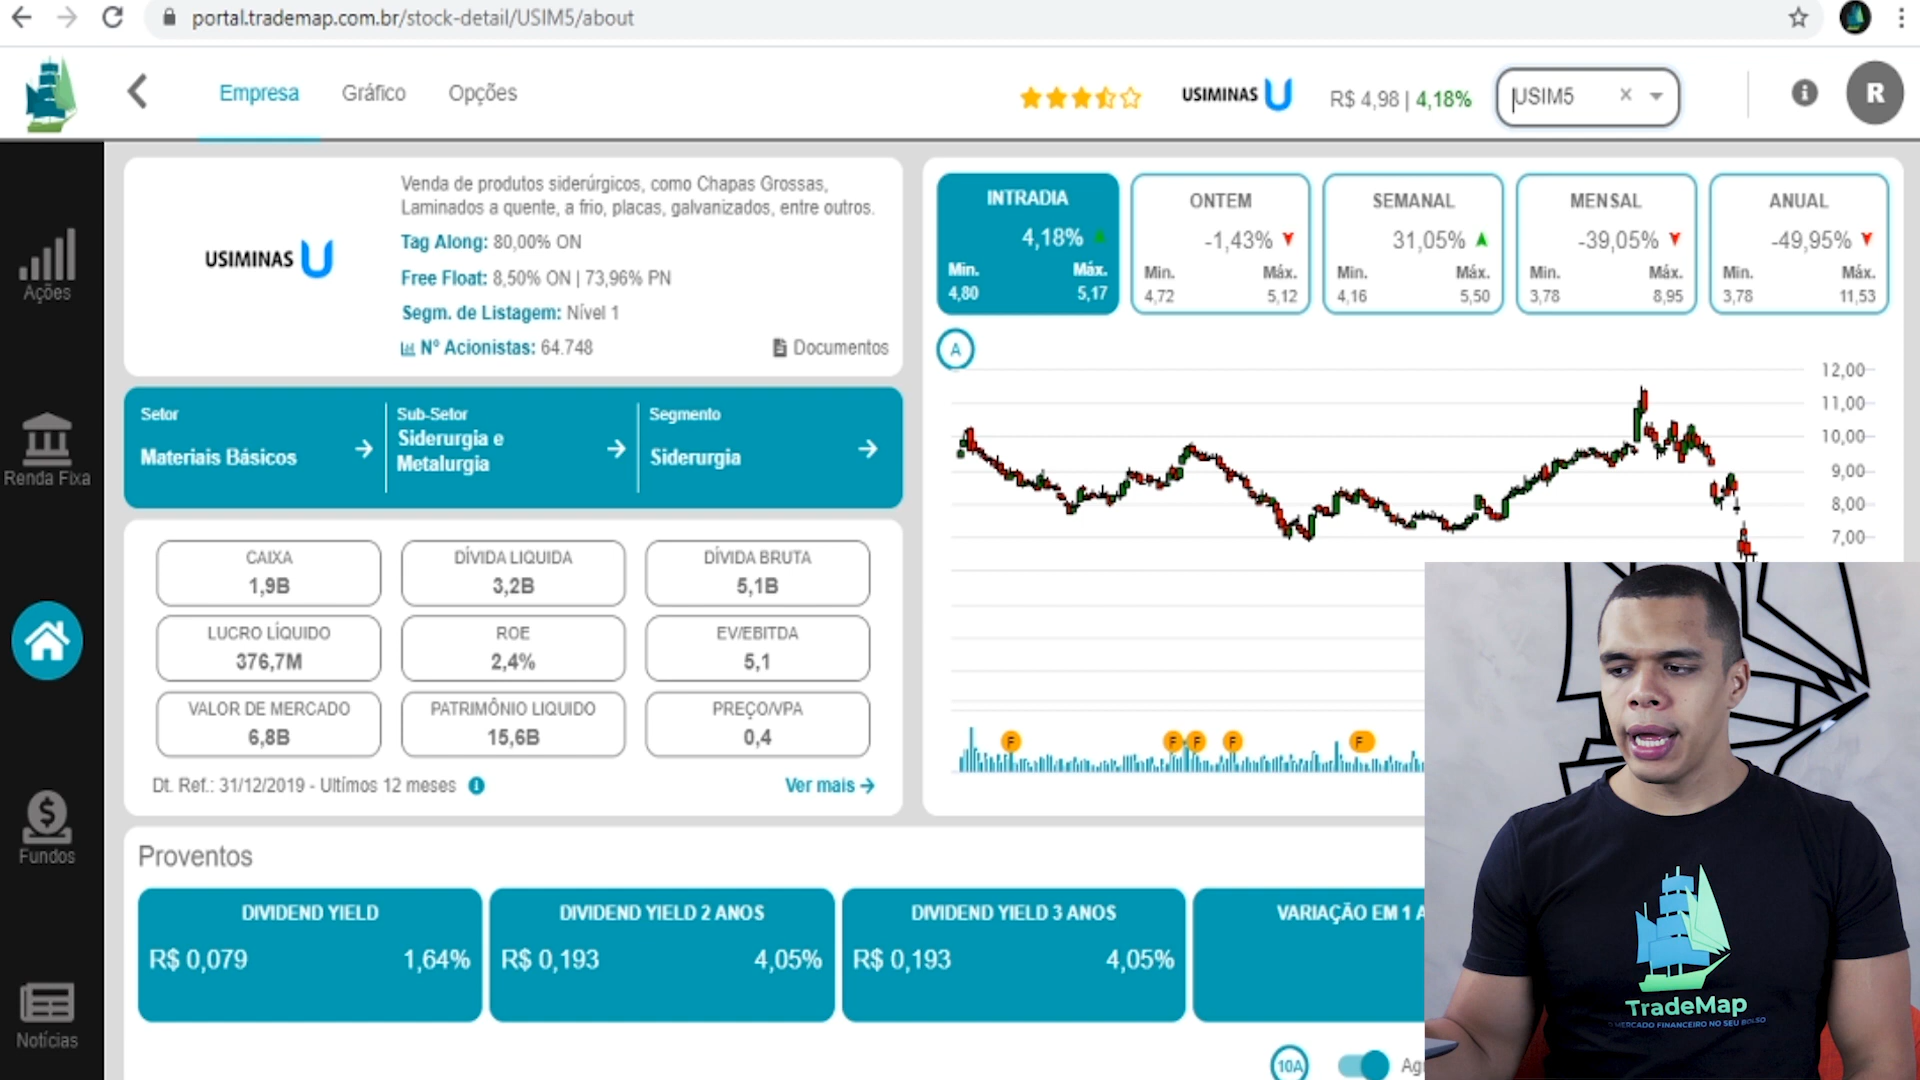 portal.trademap.com.br/stock-detail/USIM5/about
Empresa
Gráfico
Opções
USIMINAS
R$ 4,98 | 4,18%
USIM5
R
Ações
Renda Fixa
Fundos
Notícias
USIMINAS
Venda de produtos siderúrgicos, como Chapas Grossas,
Laminados a quente, a frio, placas, galvanizados, entre outros.
Tag Along: 80,00% ON
Free Float: 8,50% ON | 73,96% PN
Segm. de Listagem: Nível 1
Nº Acionistas: 64.748
Documentos
Setor
Materiais Básicos
Sub-Setor
Siderurgia e
Metalurgia
Segmento
Siderurgia
CAIXA
1,9B
DÍVIDA LIQUIDA
3,2B
DÍVIDA BRUTA
5,1B
LUCRO LÍQUIDO
376,7M
ROE
2,4%
EV/EBITDA
5,1
VALOR DE MERCADO
6,8B
PATRIMÔNIO LIQUIDO
15,6B
PREÇO/VPA
0,4
Dt. Ref.: 31/12/2019 - Ultímos 12 meses
Ver mais
INTRADIA
4,18%
Min. Máx.
4,80 5,17
ONTEM
-1,43%
Min. Máx.
4,72 5,12
SEMANAL
31,05%
Min. Máx.
4,16 5,50
MENSAL
-39,05%
Min. Máx.
3,78 8,95
ANUAL
-49,95%
Min. Máx.
3,78 11,53
A
12,00
11,00
10,00
9,00
8,00
7,00
F F F F F
Proventos
DIVIDEND YIELD
R$ 0,079 1,64%
DIVIDEND YIELD 2 ANOS
R$ 0,193 4,05%
DIVIDEND YIELD 3 ANOS
R$ 0,193 4,05%
VARIAÇÃO EM 1 A
10A
TradeMap
MERCADO FINANCEIRO NO SEU BOLSO